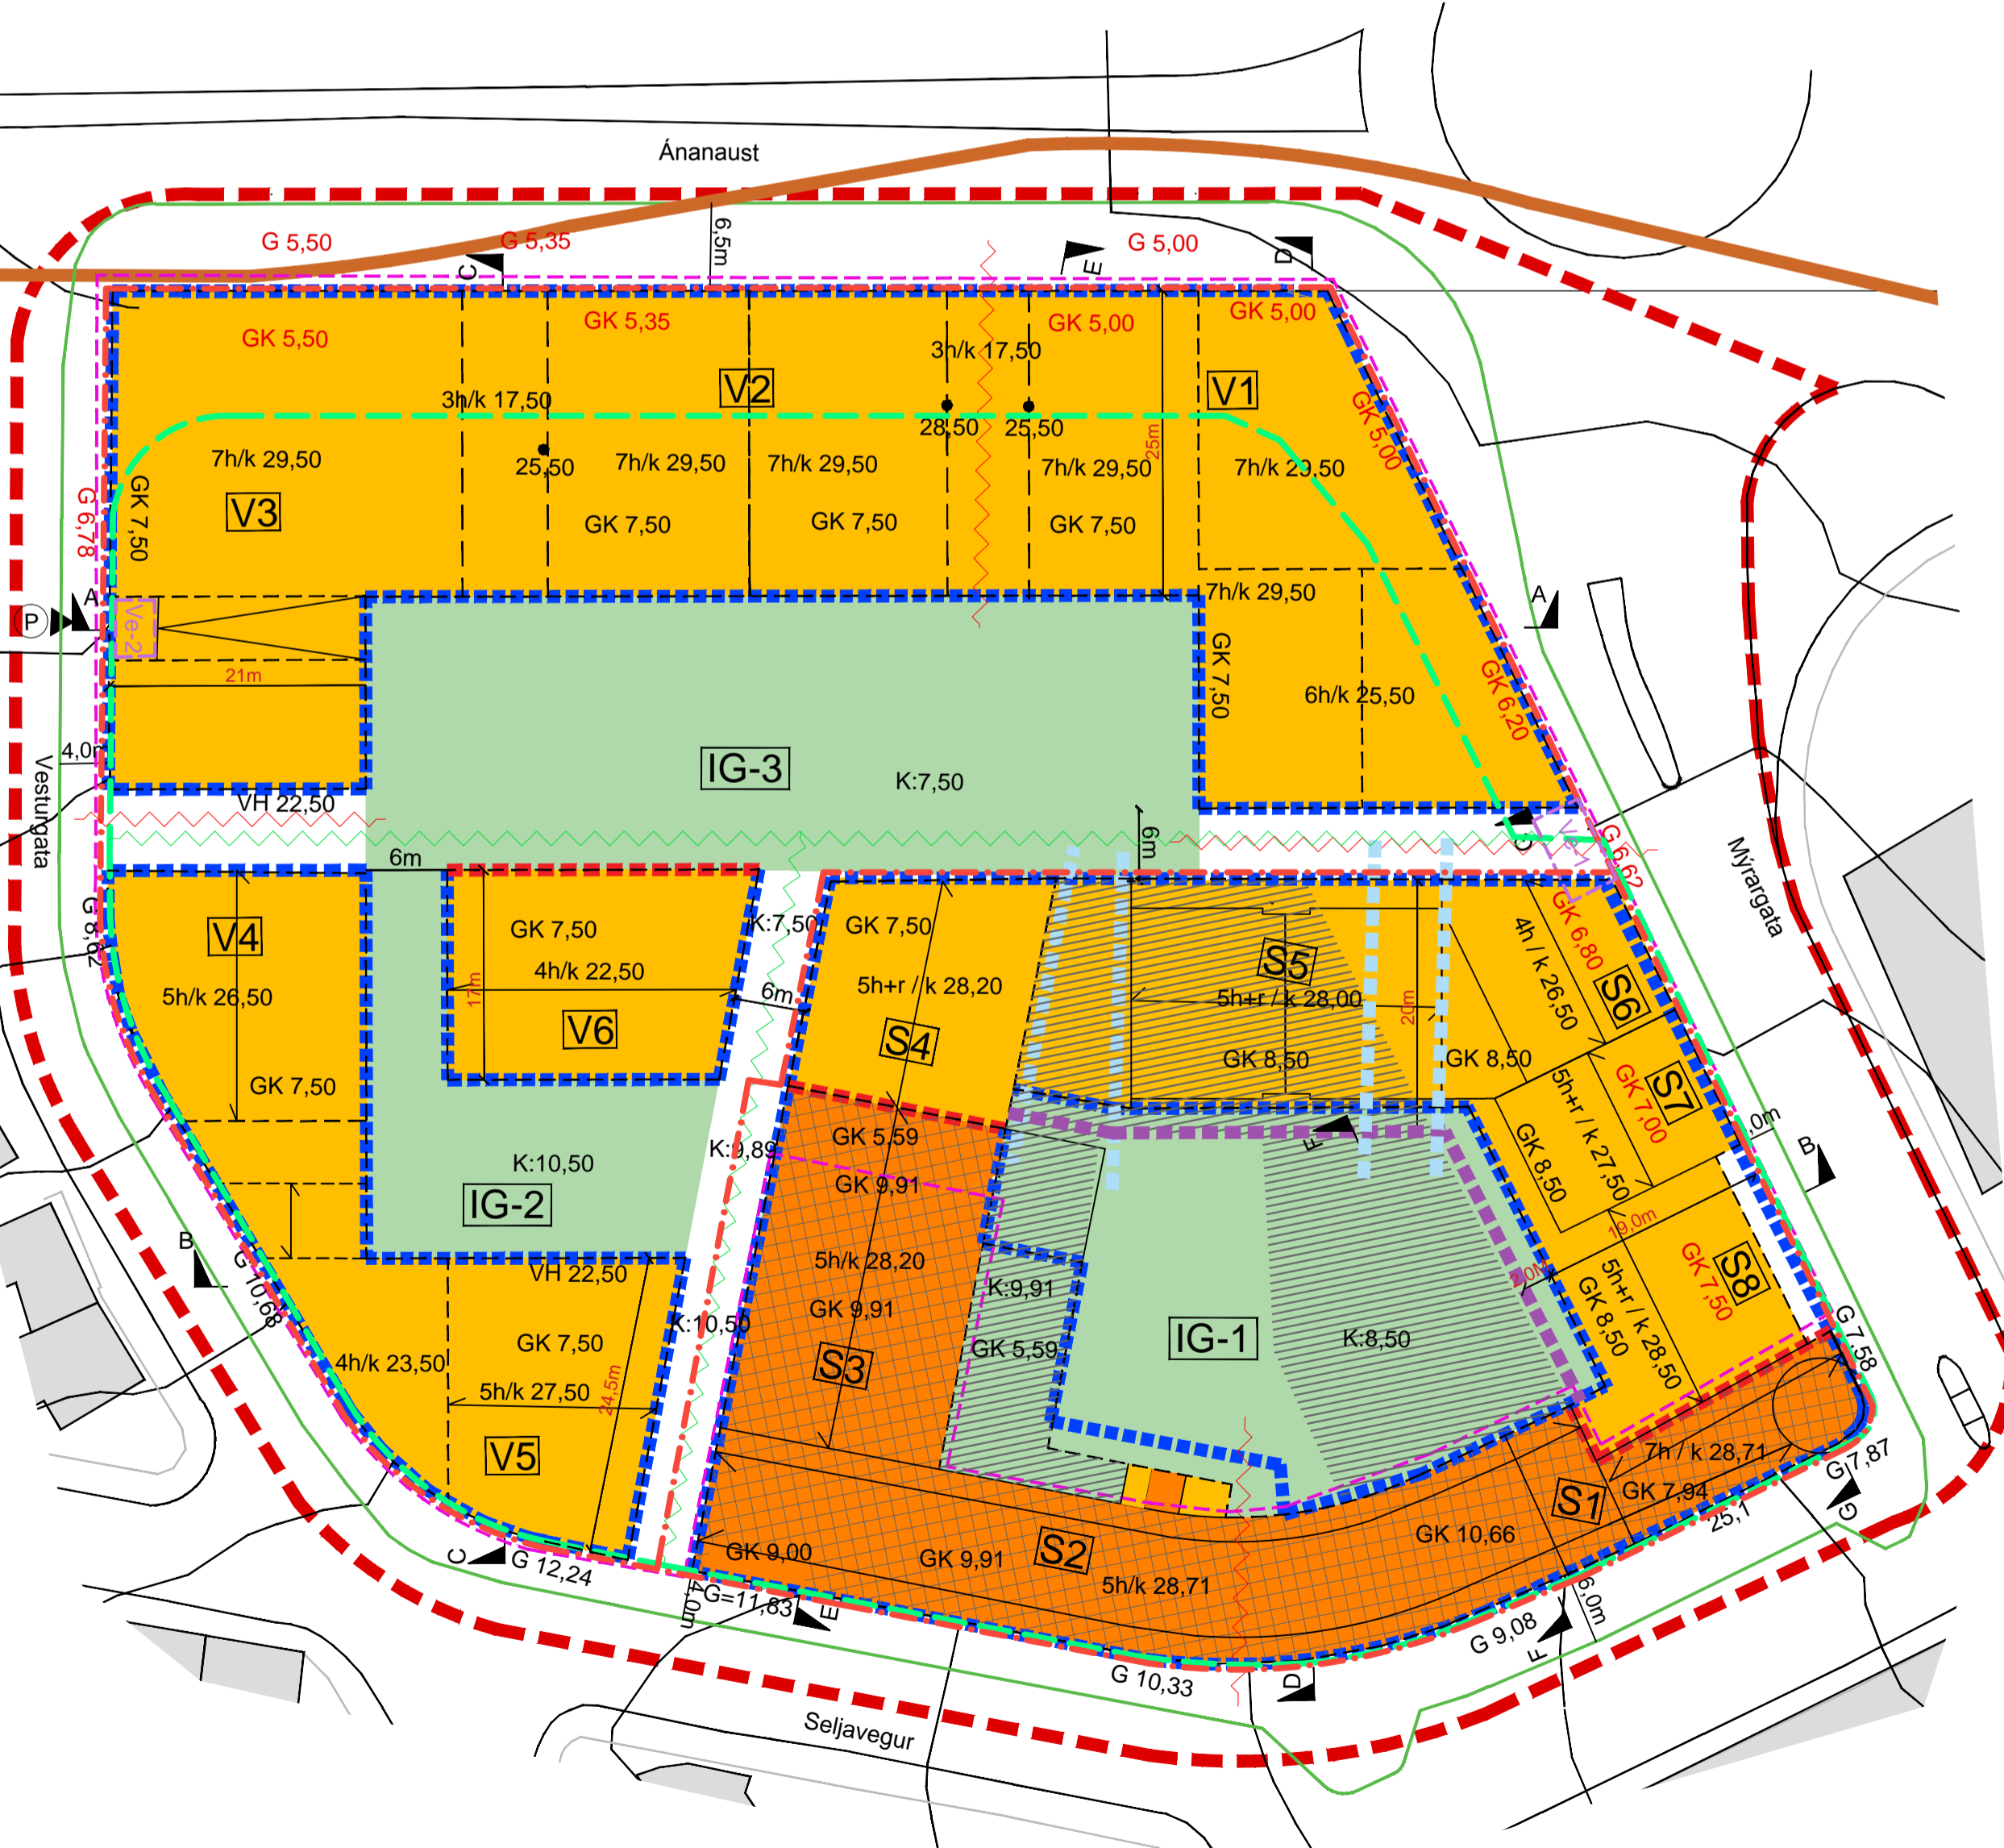 Ánanaust
6,5m
G 5,50
G 5,35
G 5,00
C
E
D
GK 5,50
GK 5,35
GK 5,00
GK 5,00
3h/k 17,50
3h/k 17,50
V2
V1
GK 5,00
28,50
25,50
25,50
25m
7h/k 29,50
7h/k 29,50
7h/k 29,50
7h/k 29,50
7h/k 29,50
V3
GK 7,50
G 6,78
GK 7,50
GK 7,50
GK 7,50
A
P
Ve-2
7h/k 29,50
A
21m
GK 7,50
6h/k 25,50
GK 6,20
4,0m
Vesturgata
IG-3
K:7,50
VH 22,50
6m
6m
G
Ve-1
G 6,62
Mýrargata
G 8,62
V4
5h/k 26,50
GK 7,50
GK 7,50
4h/k 22,50
17m
V6
K:7,50
6m
GK 7,50
5h+r / k 28,20
S4
S5
5h+r / k 28,00
20m
GK 8,50
GK 8,50
4h / k 26,50
GK 6,80
S6
5h+r / k 27,50
GK 7,00
S7
GK 8,50
,0m
B
K:9,89
GK 5,59
GK 9,91
F
K:10,50
IG-2
B
G 10,68
19,0m
2,0M
5h/k 28,20
GK 9,91
K:9,91
GK 5,59
IG-1
K:8,50
GK 8,50
5h+r / k 28,50
GK 7,50
S8
G 7,58
VH 22,50
K:10,50
GK 7,50
4h/k 23,50
5h/k 27,50
24,5m
S3
V5
7h / k 28,71
GK 7,94
S1
G 7,87
25,1
G
GK 10,66
GK 9,00
GK 9,91
S2
5h/k 28,71
C
G 12,24
4,0m
G=11,83
E
6,0m
G 9,08
F
G 10,33
D
Seljavegur